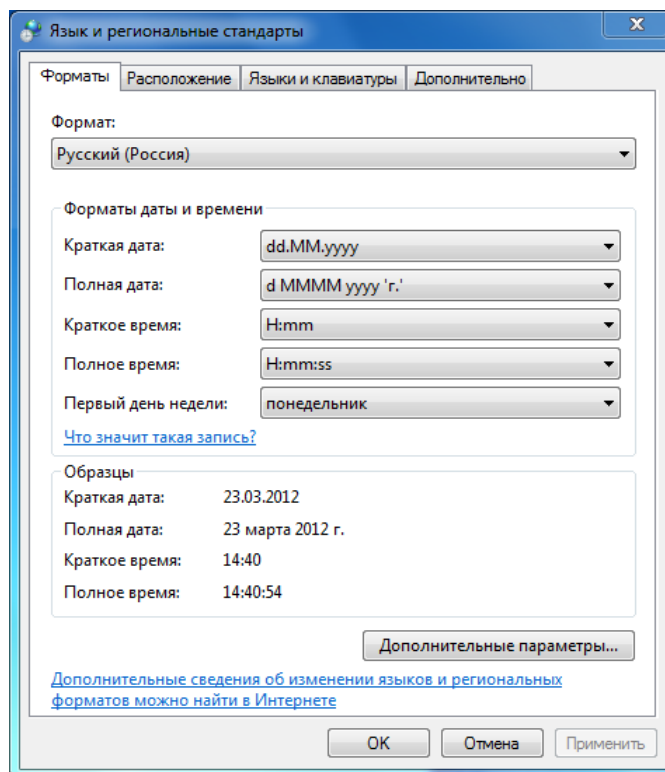 Язык и региональные стандарты
Форматы Расположение Языки и клавиатуры Дополнительно
Формат:
Русский (Россия)
Форматы даты и времени
Краткая дата: dd.MM.yyyy
Полная дата: d MMMM yyyy 'г.'
Краткое время: H:mm
Полное время: H:mm:ss
Первый день недели: понедельник
Что значит такая запись?
Образцы
Краткая дата: 23.03.2012
Полная дата: 23 марта 2012 г.
Краткое время: 14:40
Полное время: 14:40:54
Дополнительные параметры...
Дополнительные сведения об изменении языков и региональных
форматов можно найти в Интернете
OK Отмена Применить